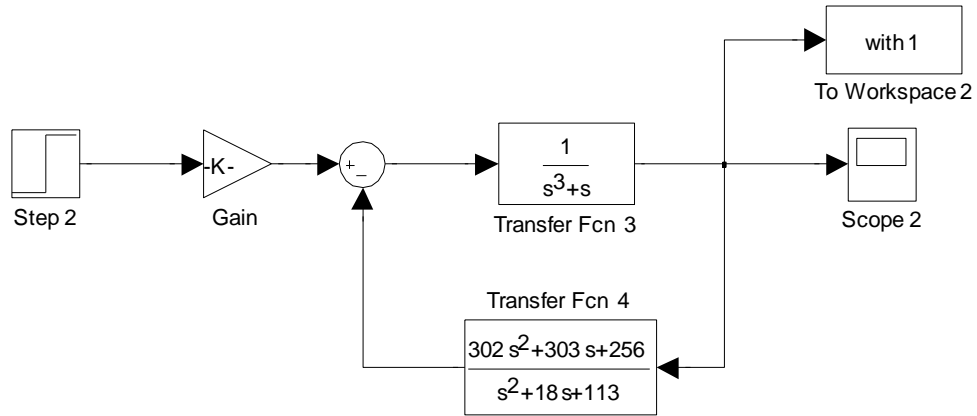 with 1
To Workspace 2
-K-
+
_
1
s³+s
Step 2
Gain
Transfer Fcn 3
Scope 2
Transfer Fcn 4
302 s²+303 s+256
s²+18 s+113